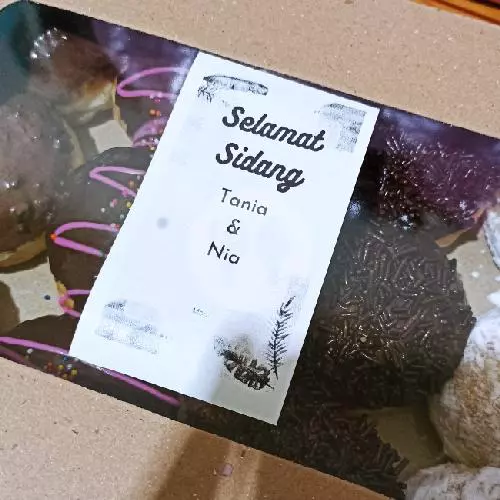 Selamat
Sidang
Tania
&
Nia